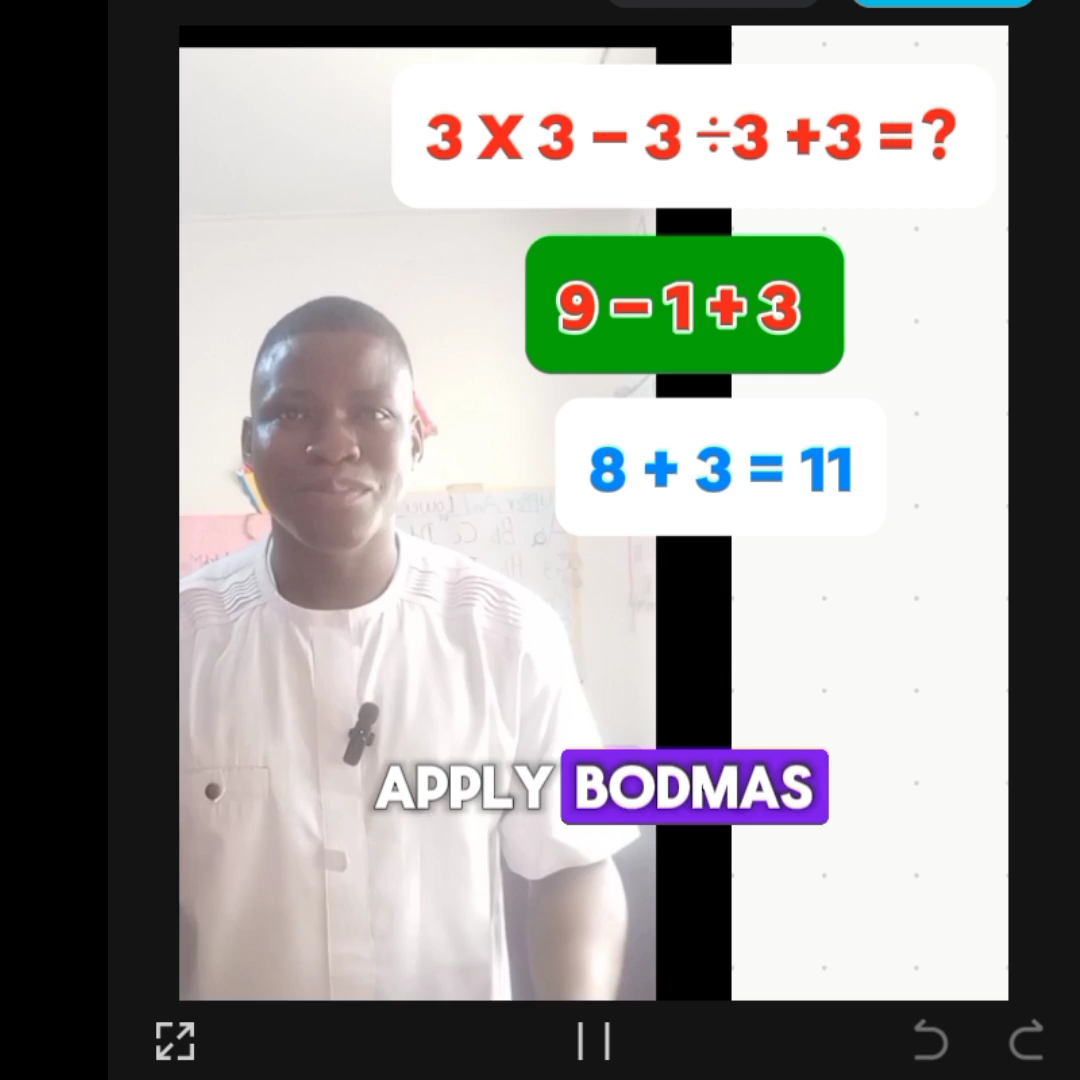 3 X 3 – 3 ÷3 +3 =?
9 – 1 + 3
8 + 3 = 11
APPLY BODMAS